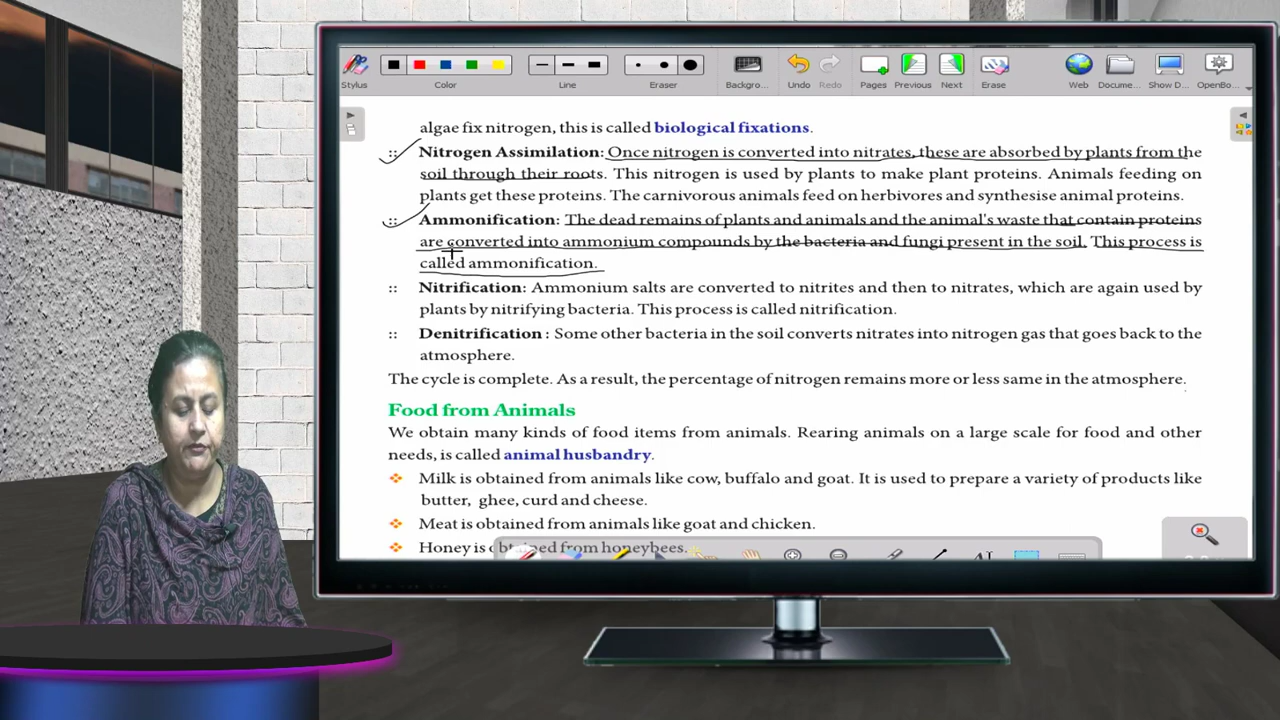 Stylus Color Line Eraser Backgro... Undo Redo Pages Previous Next Erase Web Docume... Show D... OpenBo...
algae fix nitrogen, this is called biological fixations.
:: Nitrogen Assimilation: Once nitrogen is converted into nitrates, these are absorbed by plants from the
soil through their roots. This nitrogen is used by plants to make plant proteins. Animals feeding on
plants get these proteins. The carnivorous animals feed on herbivores and synthesise animal proteins.
:: Ammonification: The dead remains of plants and animals and the animal's waste that contain proteins
are converted into ammonium compounds by the bacteria and fungi present in the soil. This process is
called ammonification.
:: Nitrification: Ammonium salts are converted to nitrites and then to nitrates, which are again used by
plants by nitrifying bacteria. This process is called nitrification.
:: Denitrification : Some other bacteria in the soil converts nitrates into nitrogen gas that goes back to the
atmosphere.
The cycle is complete. As a result, the percentage of nitrogen remains more or less same in the atmosphere.
Food from Animals
We obtain many kinds of food items from animals. Rearing animals on a large scale for food and other
needs, is called animal husbandry.
❖ Milk is obtained from animals like cow, buffalo and goat. It is used to prepare a variety of products like
butter, ghee, curd and cheese.
❖ Meat is obtained from animals like goat and chicken.
❖ Honey is obtained from honeybees.